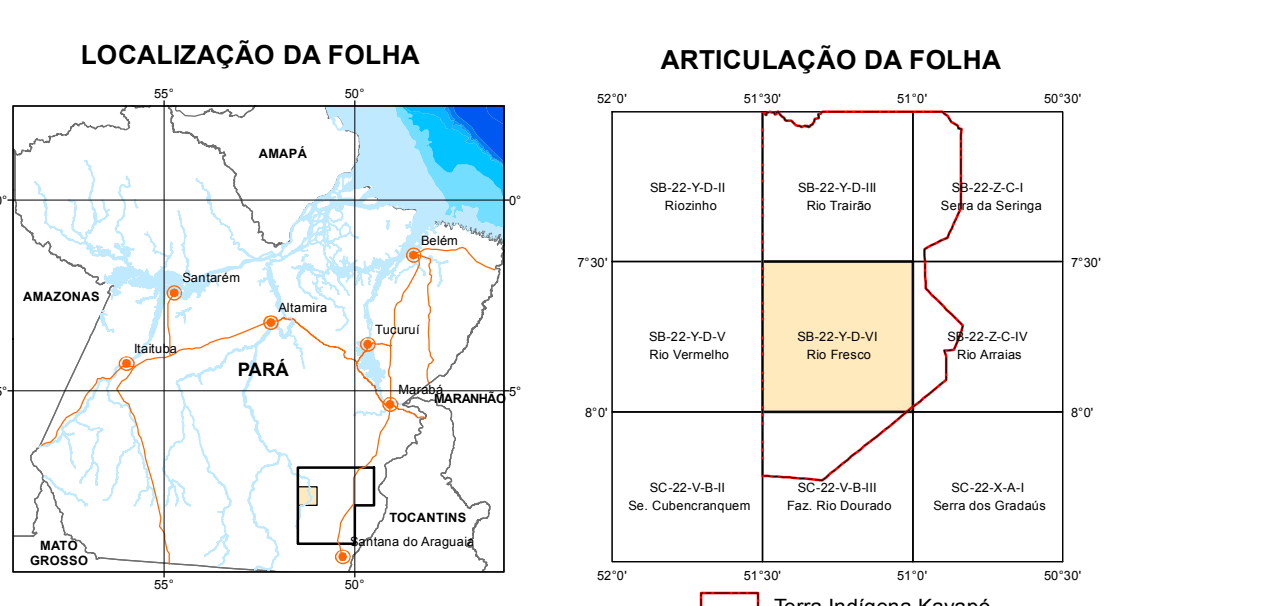 LOCALIZAÇÃO DA FOLHA
55°
50°
AMAPÁ
0°
0°
Belém
Santarém
AMAZONAS
Altamira
Tucuruí
Itaituba
PARÁ
Marabá
5°
5°
MARANHÃO
TOCANTINS
Santana do Araguaia
MATO
GROSSO
55°
50°
ARTICULAÇÃO DA FOLHA
52°0'
51°30'
51°0'
50°30'
SB-22-Y-D-II
Riozinho
SB-22-Y-D-III
Rio Trairão
SB-22-Z-C-I
Serra da Seringa
7°30'
7°30'
SB-22-Y-D-V
Rio Vermelho
SB-22-Y-D-VI
Rio Fresco
SB-22-Z-C-IV
Rio Arraias
8°0'
8°0'
SC-22-V-B-II
Se. Cubencranquem
SC-22-V-B-III
Faz. Rio Dourado
SC-22-X-A-I
Serra dos Gradaús
52°0'
51°30'
51°0'
50°30'
Terra Indígena Kayapó